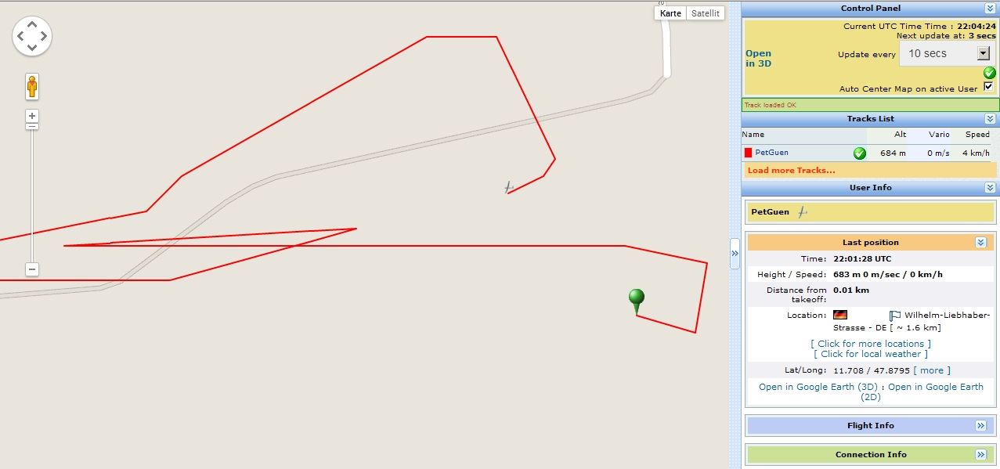 Karte
Satellit
Control Panel
Current UTC Time Time : 22:04:24
Next update at: 3 secs
Open
in 3D
Update every 10 secs
Auto Center Map on active User
Track loaded OK
Tracks List
Name Alt Vario Speed
PetGuen 684 m 0 m/s 4 km/h
Load more Tracks...
User Info
PetGuen
Last position
Time: 22:01:28 UTC
Height / Speed: 683 m 0 m/sec / 0 km/h
Distance from 0.01 km
takeoff:
Location: Wilhelm-Liebhaber-
Strasse - DE [ ~ 1.6 km]
[ Click for more locations ]
[ Click for local weather ]
Lat/Long: 11.708 / 47.8795 [ more ]
Open in Google Earth (3D) : Open in Google Earth
(2D)
Flight Info
Connection Info